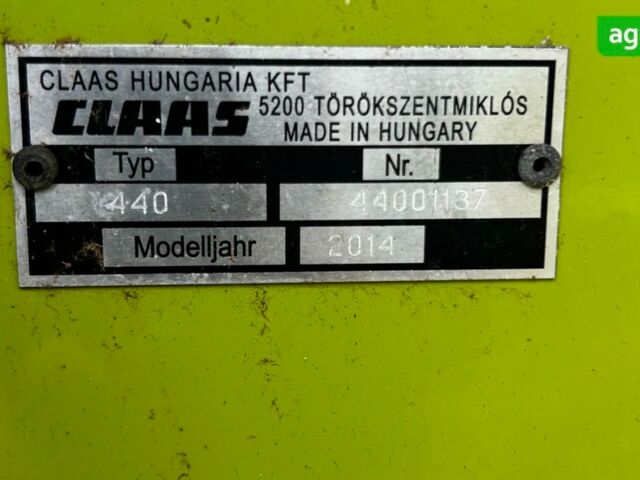 CLAAS HUNGARIA KFT
CLAAS 5200 TÖRÖKSZENTMIKLÓS
MADE IN HUNGARY
Typ Nr.
440 44001137
Modelljahr 2014
ag